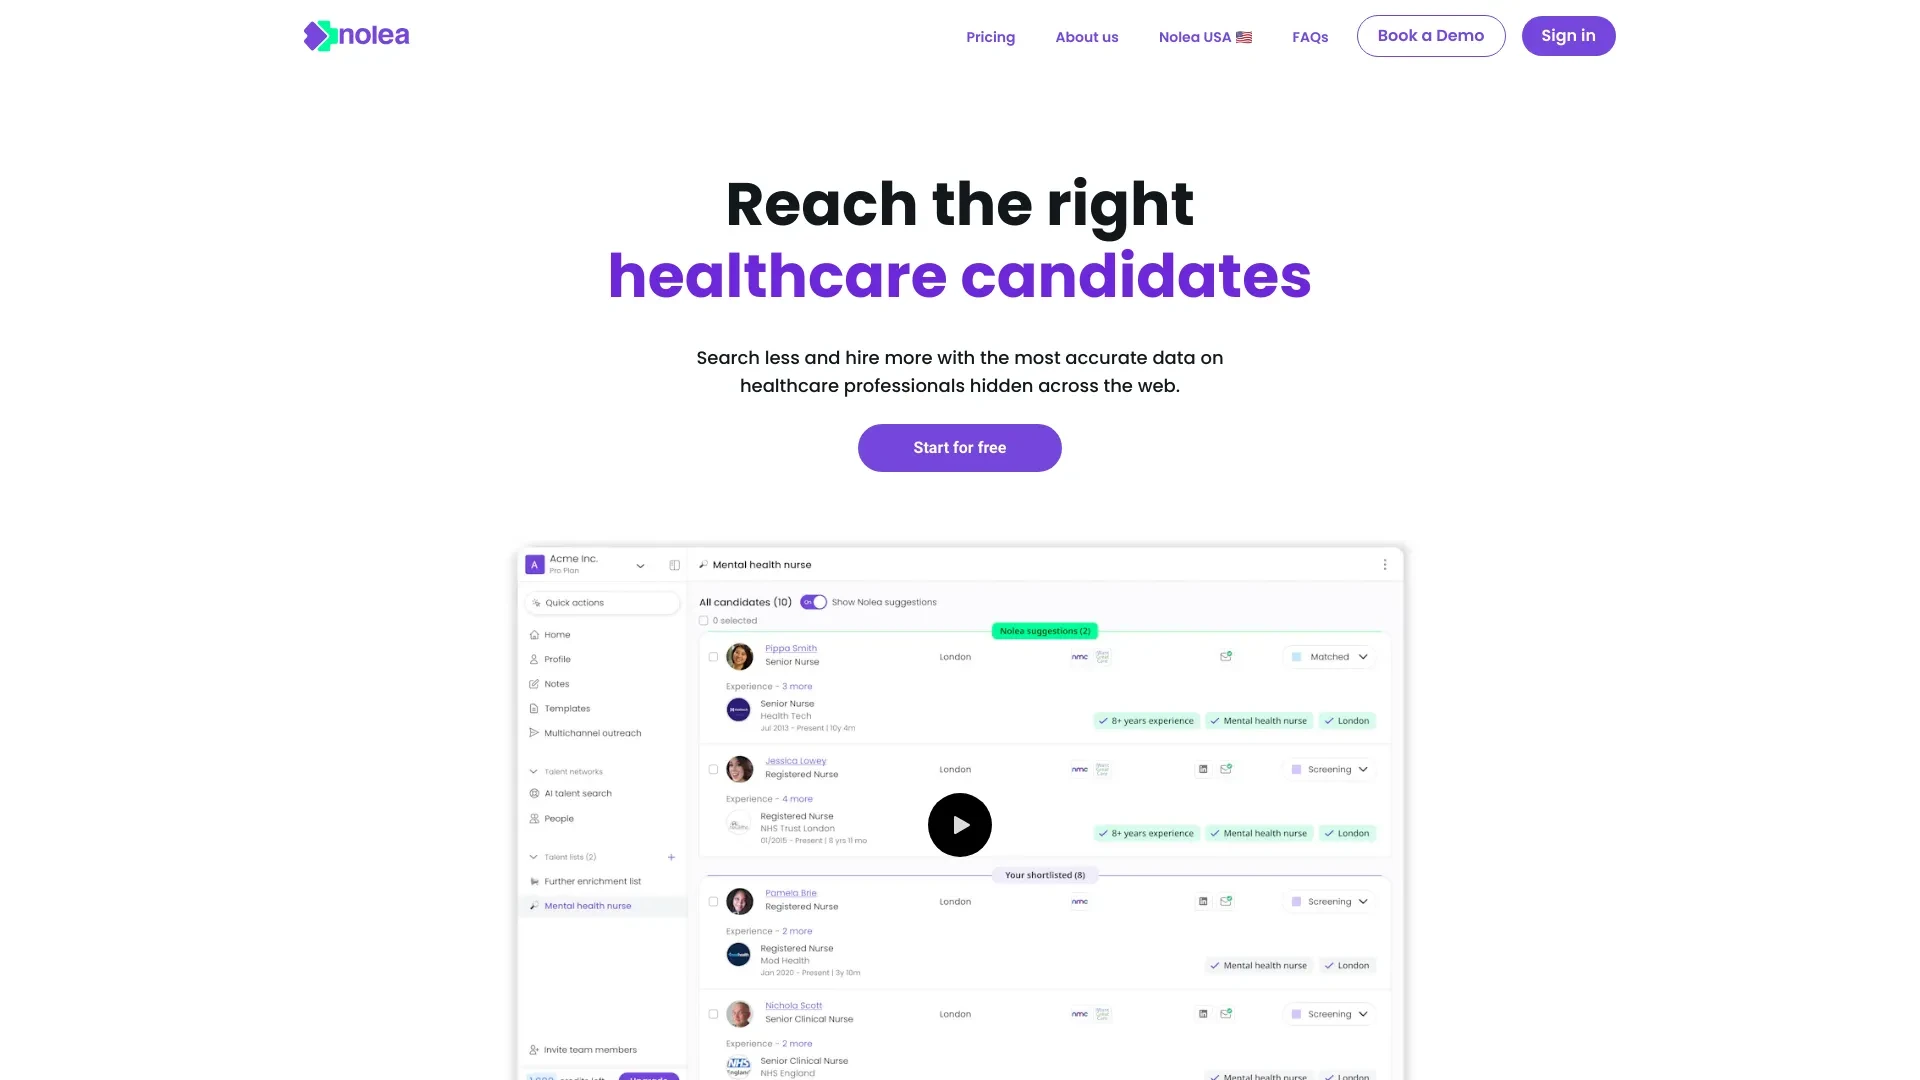 nolea
Pricing
About us
Nolea USA 🇺🇸
FAQs
Book a Demo
Sign in
Reach the right
healthcare candidates
Search less and hire more with the most accurate data on
healthcare professionals hidden across the web.
Start for free
A
Acme Inc.
Pro Plan
Quick actions
Home
Profile
Notes
Templates
Multichannel outreach
Talent networks
AI talent search
People
Talent lists (2)
Further enrichment list
Mental health nurse
Invite team members
Mental health nurse
All candidates (10)
On
Show Nolea suggestions
0 selected
Nolea suggestions (2)
Pippa Smith
Senior Nurse
London
nmc
Matched
Experience - 3 more
Senior Nurse
Health Tech
Jul 2013 - Present | 10y 4m
8+ years experience
Mental health nurse
London
Jessica Lowey
Registered Nurse
London
nmc
Screening
Experience - 4 more
Registered Nurse
NHS Trust London
01/2015 - Present | 8 yrs 11 mo
8+ years experience
Mental health nurse
London
Your shortlisted (8)
Pamela Brie
Registered Nurse
London
nmc
Screening
Experience - 2 more
Registered Nurse
Mod Health
Jan 2020 - Present | 3y 10m
Mental health nurse
London
Nichola Scott
Senior Clinical Nurse
London
nmc
Screening
Experience - 2 more
NHS
England
Senior Clinical Nurse
NHS England
Mental health nurse
London